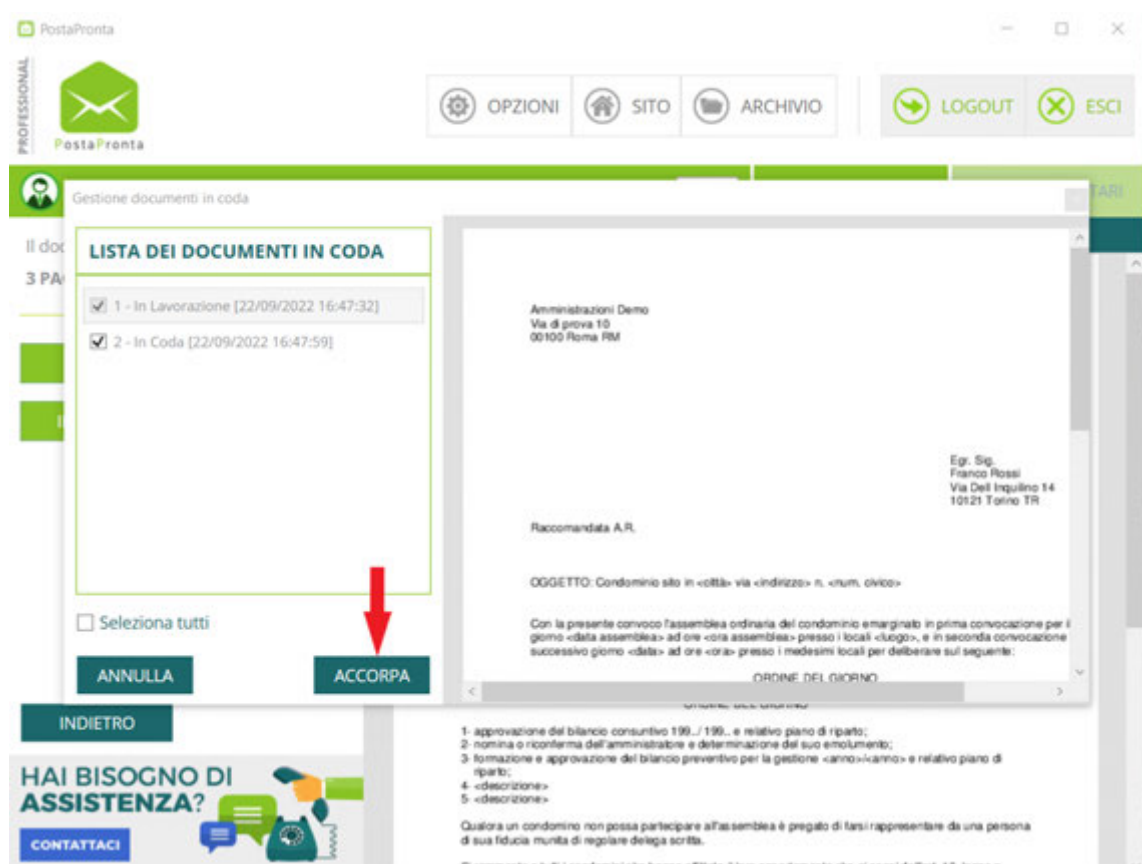 PostaPronta
PROFESSIONAL
PostaPronta
OPZIONI
SITO
ARCHIVIO
LOGOUT
ESCI
TARI
Gestione documenti in coda
Il doc
3 PA
LISTA DEI DOCUMENTI IN CODA
1 - In Lavorazione [22/09/2022 16:47:32]
2 - In Coda [22/09/2022 16:47:59]
Seleziona tutti
ANNULLA
ACCORPA
Amministrazioni Demo
Via di prova 10
00100 Roma RM
Egr. Sig.
Franco Rossi
Via Dell Inquilino 14
10121 Torino TR
Raccomandata A.R.
OGGETTO: Condominio sito in <città> via <indirizzo> n. <num. civico>
Con la presente convoco l'assemblea ordinaria del condominio emarginato in prima convocazione per il
giorno <data assemblea> ad ore <ora assemblea> presso i locali <luogo>, e in seconda convocazione
successivo giorno <data> ad ore <ora> presso i medesimi locali per deliberare sul seguente:
ORDINE DEL GIORNO
INDIETRO
HAI BISOGNO DI
ASSISTENZA?
CONTATTACI
ORDINE DEL GIORNO
1- approvazione del bilancio consuntivo 199../ 199.. e relativo piano di riparto;
2- nomina o riconferma dell'amministratore e determinazione del suo emolumento;
3- formazione e approvazione del bilancio preventivo per la gestione <anno>/<anno> e relativo piano di
riparto;
4- <descrizione>
5- <descrizione>
Qualora un condomino non possa partecipare all'assemblea è pregato di farsi rappresentare da una persona
di sua fiducia munita di regolare delega scritta.